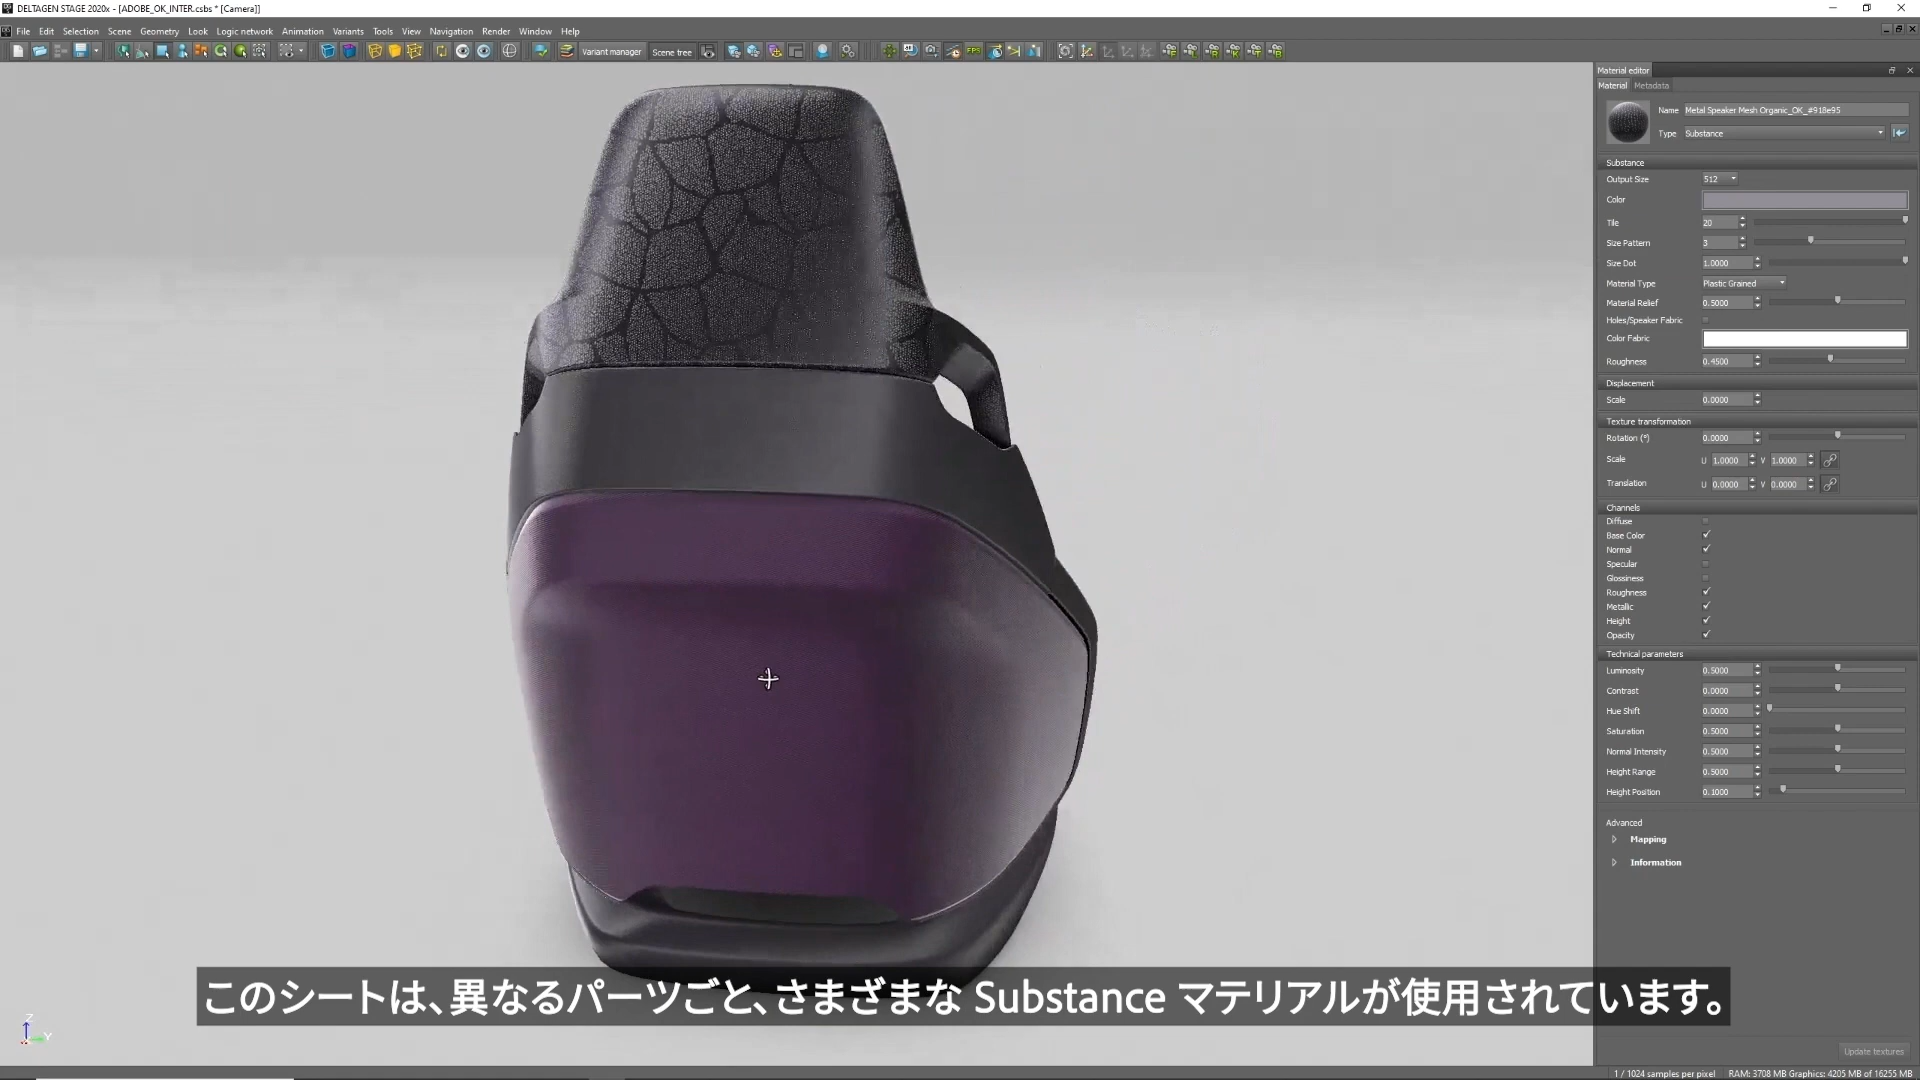 DELTAGEN STAGE 2020x - [ADOBE_OK_INTER.csbs * [Camera]]
File Edit Selection Scene Geometry Look Logic network Animation Variants Tools View Navigation Render Window Help
Variant manager Scene tree FPS
Material editor
Material Metadata
Name Metal Speaker Mesh Organic_OK_#918e95
Type Substance
Substance
Output Size 512
Color
Tile 20
Size Pattern 3
Size Dot 1.0000
Material Type Plastic Grained
Material Relief 0.5000
Holes/Speaker Fabric
Color Fabric
Roughness 0.4500
Displacement
Scale 0.0000
Texture transformation
Rotation (°) 0.0000
Scale U 1.0000 V 1.0000
Translation U 0.0000 V 0.0000
Channels
Diffuse
Base Color
Normal
Specular
Glossiness
Roughness
Metallic
Height
Opacity
Technical parameters
Luminosity 0.5000
Contrast 0.0000
Hue Shift 0.0000
Saturation 0.5000
Normal Intensity 0.5000
Height Range 0.5000
Height Position 0.1000
Advanced
Mapping
Information
このシートは、異なるパーツごと、さまざまな Substance マテリアルが使用されています。
Z
Y
Update textures
1 / 1024 samples per pixel RAM: 3708 MB Graphics: 4205 MB of 16255 MB